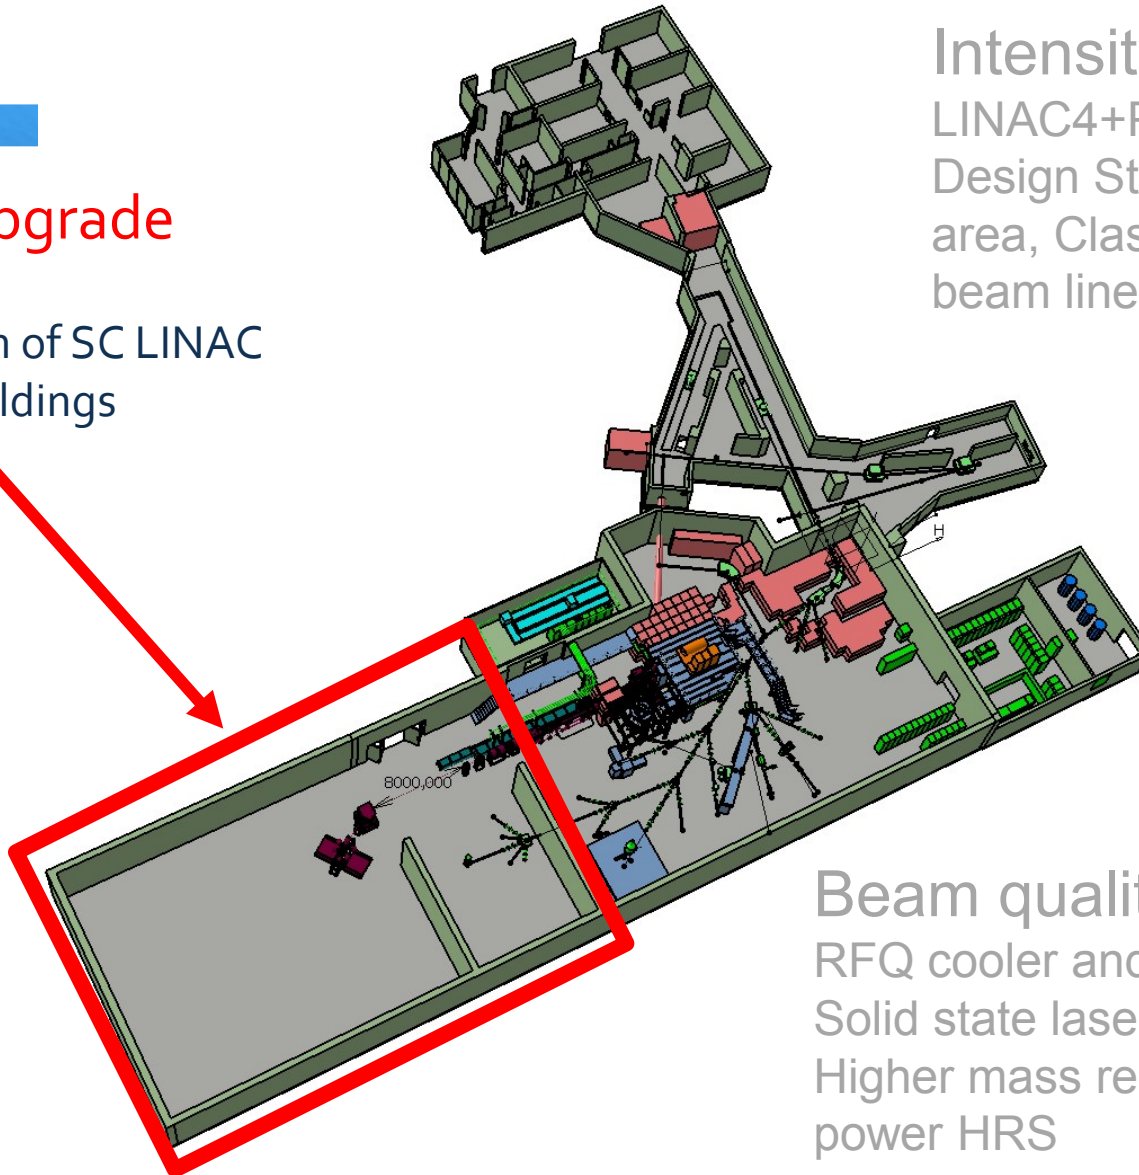 Intensit
LINAC4+P
Design St
area, Clas
beam line
pgrade
n of SC LINAC
ldings
H
8000,000
Beam qualit
RFQ cooler and
Solid state lase
Higher mass re
power HRS